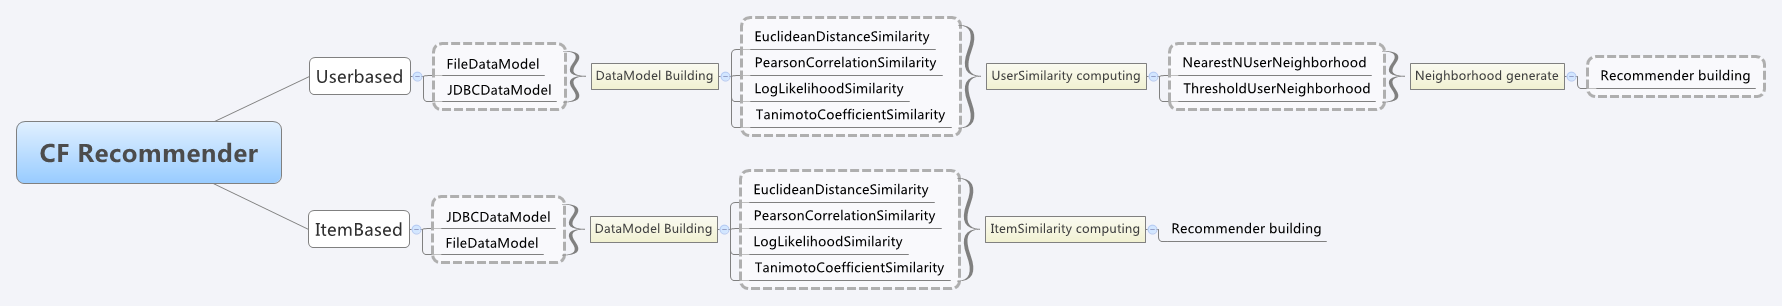 CF Recommender
Userbased
FileDataModel
JDBCDataModel
DataModel Building
EuclideanDistanceSimilarity
PearsonCorrelationSimilarity
LogLikelihoodSimilarity
TanimotoCoefficientSimilarity
UserSimilarity computing
NearestNUserNeighborhood
ThresholdUserNeighborhood
Neighborhood generate
Recommender building
ItemBased
JDBCDataModel
FileDataModel
DataModel Building
EuclideanDistanceSimilarity
PearsonCorrelationSimilarity
LogLikelihoodSimilarity
TanimotoCoefficientSimilarity
ItemSimilarity computing
Recommender building